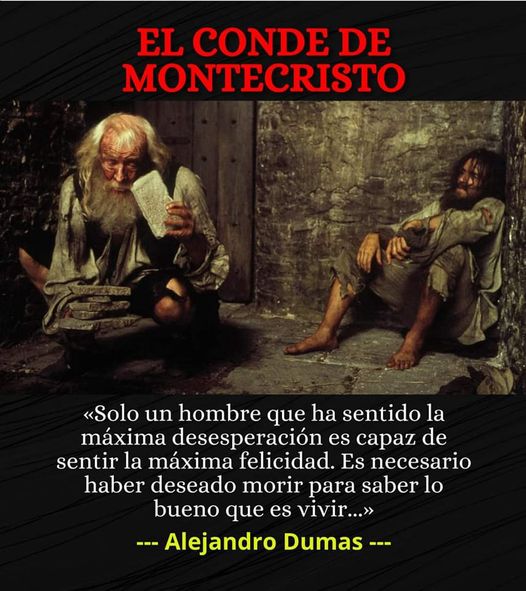 EL CONDE DE
MONTECRISTO
«Solo un hombre que ha sentido la
máxima desesperación es capaz de
sentir la máxima felicidad. Es necesario
haber deseado morir para saber lo
bueno que es vivir...»
--- Alejandro Dumas ---